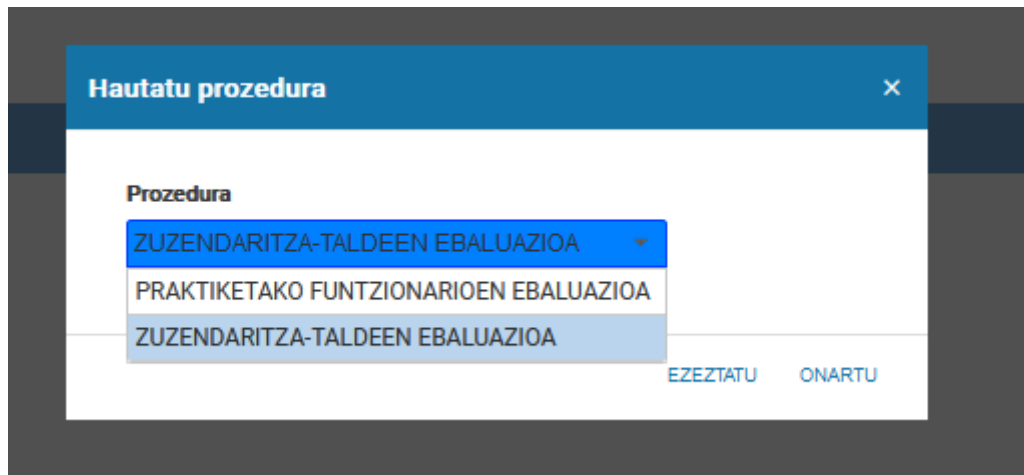 Hautatu prozedura ×
Prozedura
ZUZENDARITZA-TALDEEN EBALUAZIOA
PRAKTIKETAKO FUNTZIONARIOEN EBALUAZIOA
ZUZENDARITZA-TALDEEN EBALUAZIOA
EZEZTATU ONARTU